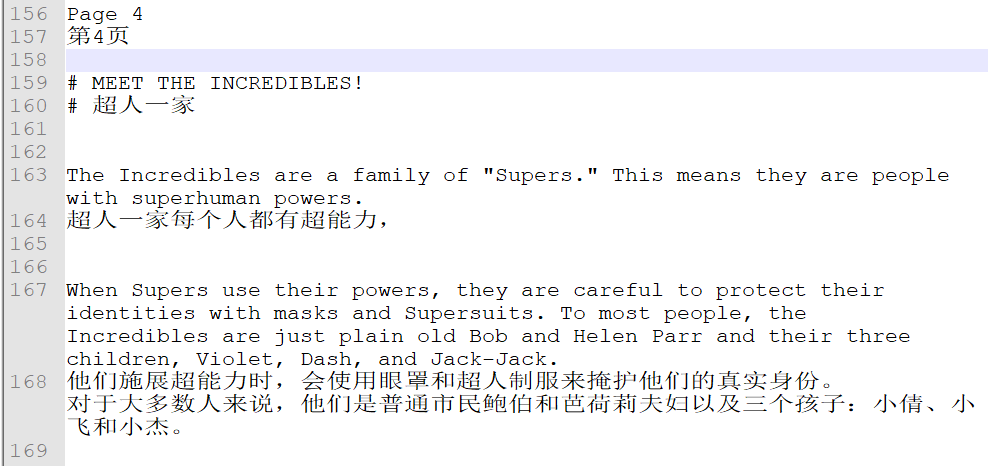 156 Page 4
157 第4页
158
159 # MEET THE INCREDIBLES!
160 # 超人一家
161
162
163 The Incredibles are a family of "Supers." This means they are people
with superhuman powers.
164 超人一家每个人都有超能力，
165
166
167 When Supers use their powers, they are careful to protect their
identities with masks and Supersuits. To most people, the
Incredibles are just plain old Bob and Helen Parr and their three
children, Violet, Dash, and Jack-Jack.
168 他们施展超能力时，会使用眼罩和超人制服来掩护他们的真实身份。
对于大多数人来说，他们是普通市民鲍伯和芭荷莉夫妇以及三个孩子：小倩、小
飞和小杰。
169